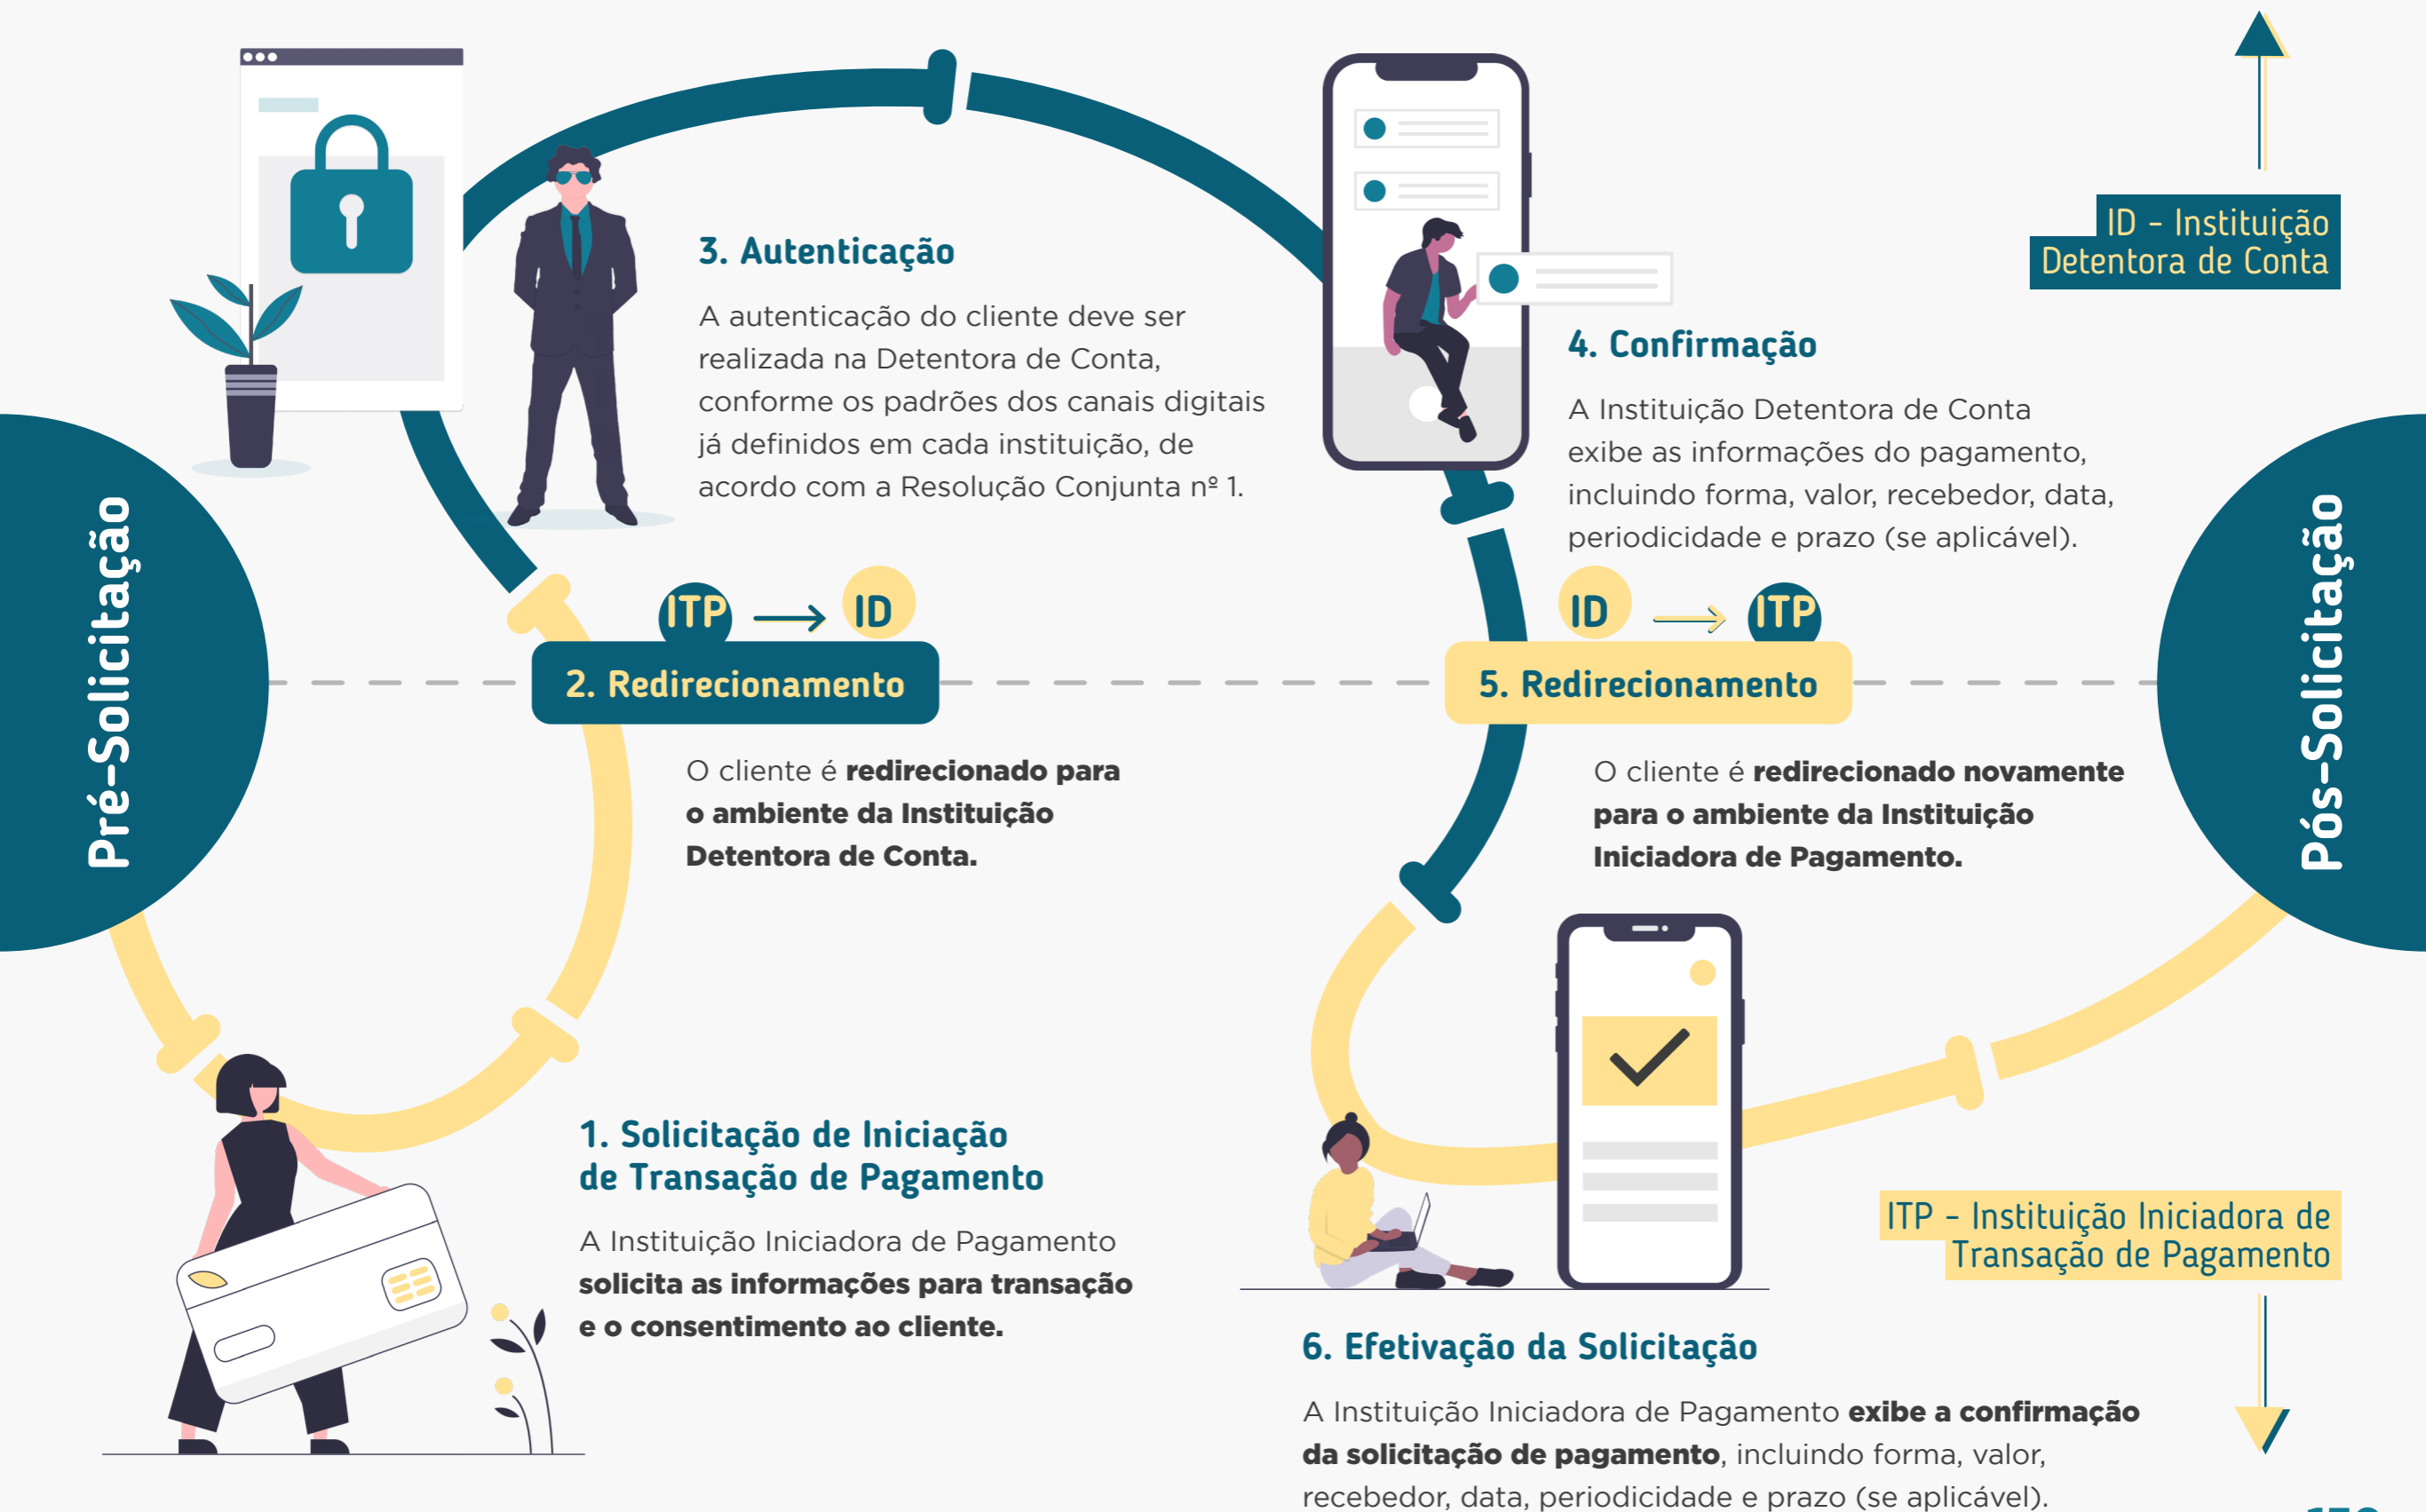 Pré-Solicitação
1. Solicitação de Iniciação
de Transação de Pagamento
A Instituição Iniciadora de Pagamento
solicita as informações para transação
e o consentimento ao cliente.
ITP
ID
2. Redirecionamento
O cliente é redirecionado para
o ambiente da Instituição
Detentora de Conta.
3. Autenticação
A autenticação do cliente deve ser
realizada na Detentora de Conta,
conforme os padrões dos canais digitais
já definidos em cada instituição, de
acordo com a Resolução Conjunta nº 1.
4. Confirmação
A Instituição Detentora de Conta
exibe as informações do pagamento,
incluindo forma, valor, recebedor, data,
periodicidade e prazo (se aplicável).
ID
ITP
5. Redirecionamento
O cliente é redirecionado novamente
para o ambiente da Instituição
Iniciadora de Pagamento.
6. Efetivação da Solicitação
A Instituição Iniciadora de Pagamento exibe a confirmação
da solicitação de pagamento, incluindo forma, valor,
recebedor, data, periodicidade e prazo (se aplicável).
ID - Instituição
Detentora de Conta
ITP - Instituição Iniciadora de
Transação de Pagamento
Pós-Solicitação